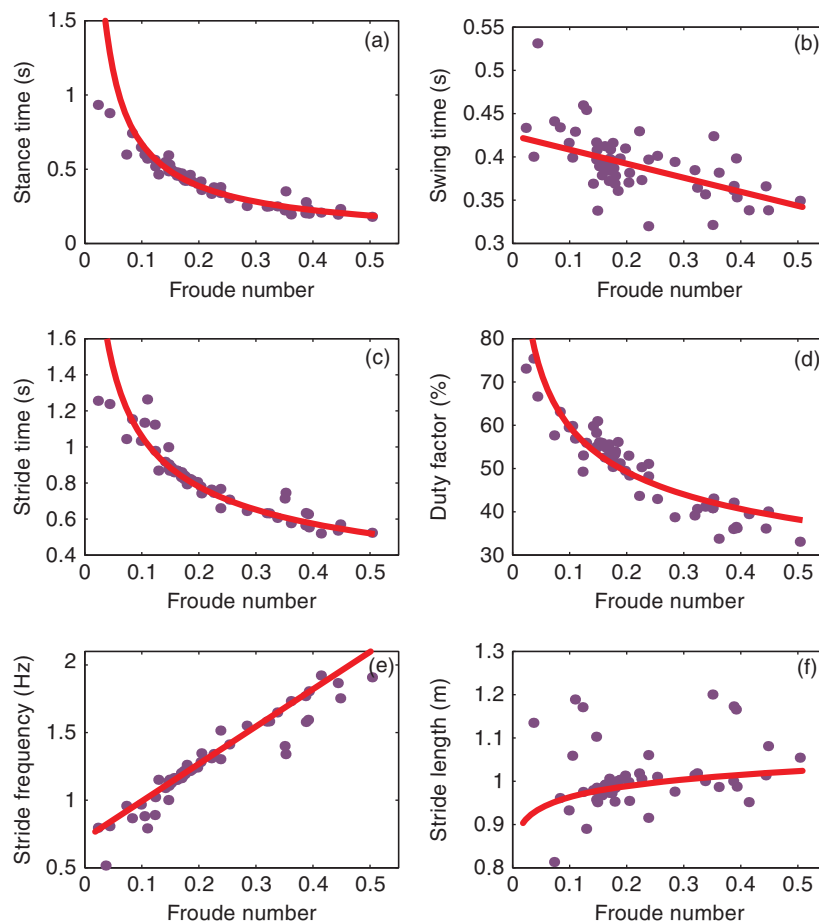 1.5
1
0.5
0
Stance time (s)
(a)
0 0.1 0.2 0.3 0.4 0.5
Froude number
0.55
0.5
0.45
0.4
0.35
0.3
Swing time (s)
(b)
0 0.1 0.2 0.3 0.4 0.5
Froude number
1.6
1.4
1.2
1
0.8
0.6
0.4
Stride time (s)
(c)
0 0.1 0.2 0.3 0.4 0.5
Froude number
80
70
60
50
40
30
Duty factor (%)
(d)
0 0.1 0.2 0.3 0.4 0.5
Froude number
2
1.5
1
0.5
Stride frequency (Hz)
(e)
0 0.1 0.2 0.3 0.4 0.5
Froude number
1.3
1.2
1.1
1
0.9
0.8
Stride length (m)
(f)
0 0.1 0.2 0.3 0.4 0.5
Froude number